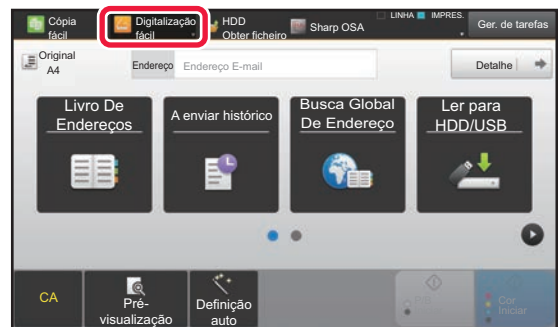 Cópia
fácil
Digitalização
fácil
HDD
Obter ficheiro
Sharp OSA
LINHA
IMPRES.
Ger. de tarefas
Original
A4
Endereço
Endereço E-mail
Detalhe
Livro De
Endereços
A enviar histórico
Busca Global
De Endereço
Ler para
HDD/USB
CA
Pré-
visualização
Definição
auto
Cor
Iniciar